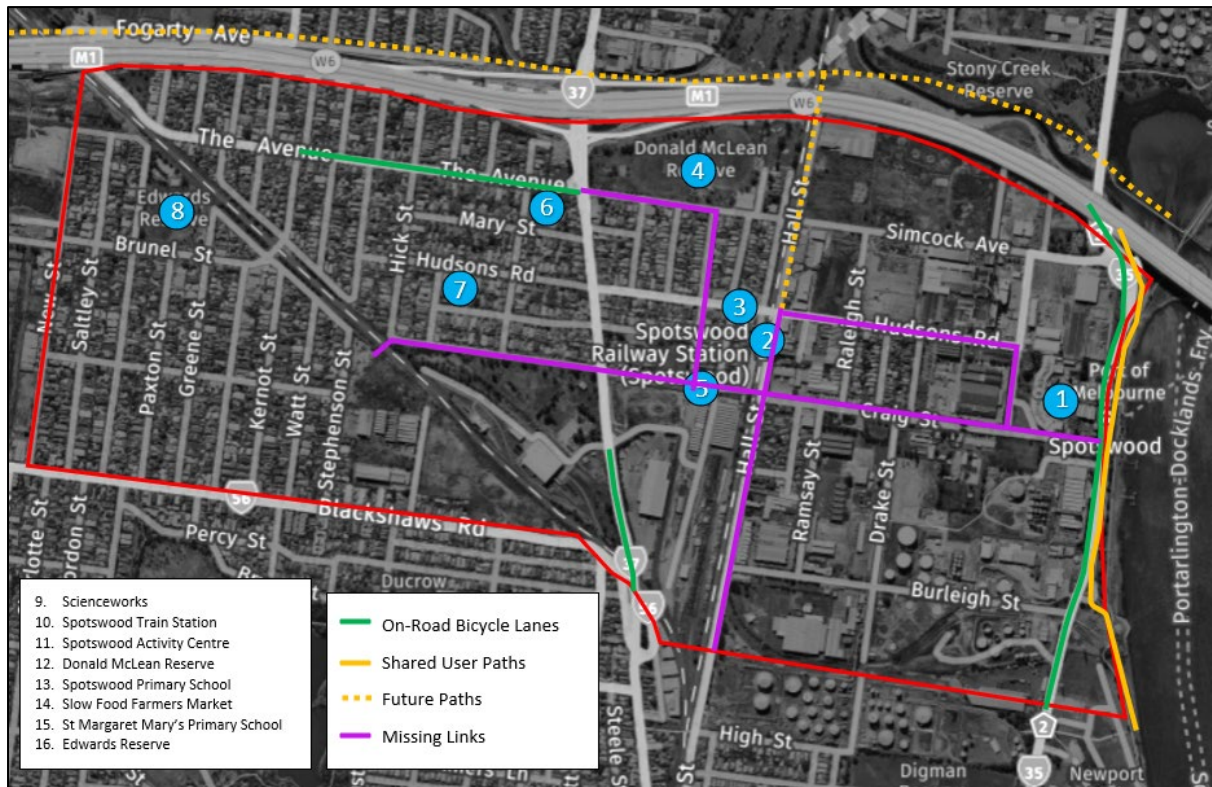 Fogarty Ave
M1
W6
37
M1
W6
Stony Creek
Reserve
The Avenue
The Avenue
Donald McLean
4
Hall St
8
6
Mary St
Simcock Ave
Brunel St
Hick St
Hudsons Rd
7
35
New St
Saltley St
Paxton St
Greene St
Kernot St
Watt St
Stephenson St
3
Spotswood
2
Railway Station
(Spotswood)
5
Raleigh St
Hudsons Rd
Port of
Melbourne
1
Craig St
Spotswood
Hall St
Ramsay St
Drake St
Portarlington-Docklands Fry
56
Blackshaws Rd
Percy St
Ducrow
37
56
Burleigh St
High St
Steele S
St
2
35
Digman
Newport
9. Scienceworks
10. Spotswood Train Station
11. Spotswood Activity Centre
12. Donald McLean Reserve
13. Spotswood Primary School
14. Slow Food Farmers Market
15. St Margaret Mary's Primary School
16. Edwards Reserve
On-Road Bicycle Lanes
Shared User Paths
Future Paths
Missing Links